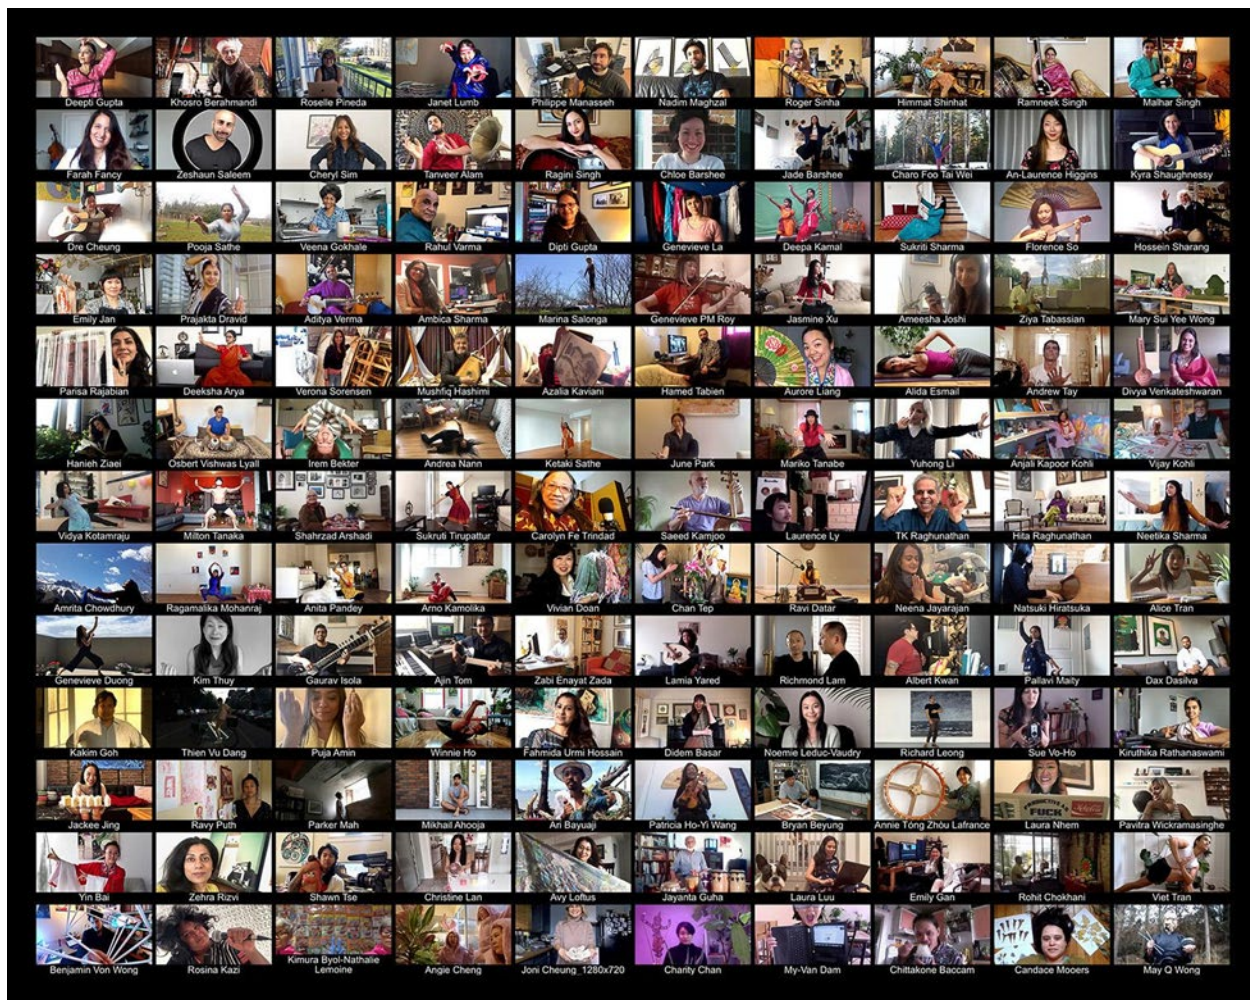 Deepti Gupta
Khosro Berahmandi
Roselle Pineda
Janet Lumb
Philippe Manasseh
Nadim Maghzal
Roger Sinha
Himmat Shinhat
Ramneek Singh
Malhar Singh
Farah Fancy
Zeshaun Saleem
Cheryl Sim
Tanveer Alam
Ragini Singh
Chloe Barshee
Jade Barshee
Charo Foo Tai Wei
An-Laurence Higgins
Kyra Shaughnessy
Dre Cheung
Pooja Sathe
Veena Gokhale
Rahul Varma
Dipti Gupta
Genevieve La
Deepa Kamal
Sukriti Sharma
Florence So
Hossein Sharang
Emily Jan
Prajakta Dravid
Aditya Verma
Ambica Sharma
Marina Salonga
Genevieve PM Roy
Jasmine Xu
Ameesha Joshi
Ziya Tabassian
Mary Sui Yee Wong
Parisa Rajabian
Deeksha Arya
Verona Sorensen
Mushfiq Hashimi
Azalia Kaviani
Hamed Tabien
Aurore Liang
Alida Esmail
Andrew Tay
Divya Venkateshwaran
Hanieh Ziaei
Osbert Vishwas Lyall
Irem Bekter
Andrea Nann
Ketaki Sathe
June Park
Mariko Tanabe
Yuhong Li
Anjali Kapoor Kohli
Vijay Kohli
Vidya Kotamraju
Milton Tanaka
Shahrzad Arshadi
Sukruti Tirupattur
Carolyn Fe Trindad
Saeed Kamjoo
Laurence Ly
TK Raghunathan
Hita Raghunathan
Neetika Sharma
Amrita Chowdhury
Ragamalika Mohanraj
Anita Pandey
Arno Kamolika
Vivian Doan
Chan Tep
Ravi Datar
Neena Jayarajan
Natsuki Hiratsuka
Alice Tran
Genevieve Duong
Kim Thuy
Gaurav Isola
Ajin Tom
Zabi Enayat Zada
Lamia Yared
Richmond Lam
Albert Kwan
Pallavi Maity
Dax Dasilva
Kakim Goh
Thien Vu Dang
Puja Amin
Winnie Ho
Fahmida Urmi Hossain
Didem Basar
Noemie Leduc-Vaudry
Richard Leong
Sue Vo-Ho
Kiruthika Rathanaswami
Jackee Jing
Ravy Puth
Parker Mah
Mikhail Ahooja
Ari Bayuaji
Patricia Ho-Yi Wang
Bryan Beyung
Annie Tông Zhòu Lafrance
PRODUCTIVE AS
FUCK
Laura Nhem
Pavitra Wickramasinghe
Yin Bai
Zehra Rizvi
Shawn Tse
Christine Lan
Avy Loftus
Jayanta Guha
Laura Luu
Emily Gan
Rohit Chokhani
Viet Tran
Benjamin Von Wong
Rosina Kazi
Kimura Byol-Nathalie
Lemoine
Angie Cheng
Joni Cheung_1280x720
Charity Chan
My-Van Dam
Chittakone Baccam
Candace Mooers
May Q Wong